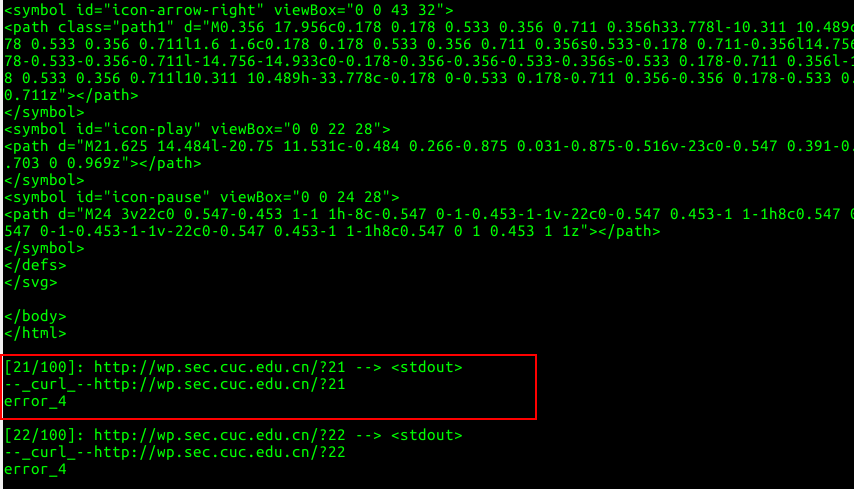 <symbol id="icon-arrow-right" viewBox="0 0 43 32">
<path class="path1" d="M0.356 17.956c0.178 0.178 0.533 0.356 0.711 0.356h33.778l-10.311 10.489c
78 0.533 0.356 0.711l1.6 1.6c0.178 0.178 0.533 0.356 0.711 0.356s0.533-0.178 0.711-0.356l14.756
78-0.533-0.356-0.711l-14.756-14.933c0-0.178-0.356-0.356-0.533-0.356s-0.533 0.178-0.711 0.356l-1
8 0.533 0.356 0.711l10.311 10.489h-33.778c-0.178 0-0.533 0.178-0.711 0.356-0.356 0.178-0.533 0.
0.711z"></path>
</symbol>
<symbol id="icon-play" viewBox="0 0 22 28">
<path d="M21.625 14.484l-20.75 11.531c-0.484 0.266-0.875 0.031-0.875-0.516v-23c0-0.547 0.391-0.
.703 0 0.969z"></path>
</symbol>
<symbol id="icon-pause" viewBox="0 0 24 28">
<path d="M24 3v22c0 0.547-0.453 1-1 1h-8c-0.547 0-1-0.453-1-1v-22c0-0.547 0.453-1 1-1h8c0.547 0
547 0-1-0.453-1-1v-22c0-0.547 0.453-1 1-1h8c0.547 0 1 0.453 1 1z"></path>
</symbol>
</defs>
</svg>
</body>
</html>
[21/100]: http://wp.sec.cuc.edu.cn/?21 --> <stdout>
--_curl_--http://wp.sec.cuc.edu.cn/?21
error_4
[22/100]: http://wp.sec.cuc.edu.cn/?22 --> <stdout>
--_curl_--http://wp.sec.cuc.edu.cn/?22
error_4